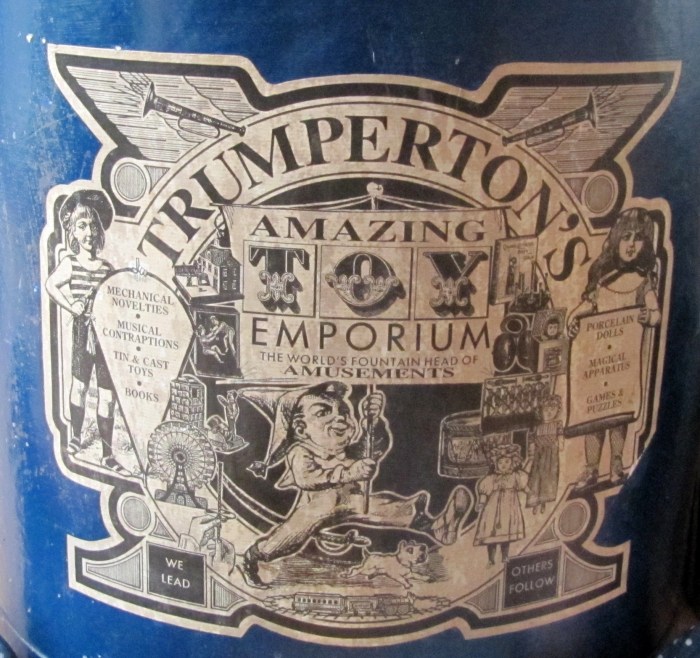 TRUMPERTON'S
AMAZING
TOY
EMPORIUM
THE WORLD'S FOUNTAIN HEAD OF
AMUSEMENTS
MECHANICAL
NOVELTIES
•
MUSICAL
CONTRAPTIONS
•
TIN & CAST
TOYS
•
BOOKS
PORCELAIN
DOLLS
•
MAGICAL
APPARATUS
•
GAMES &
PUZZLES
WE
LEAD
OTHERS
FOLLOW